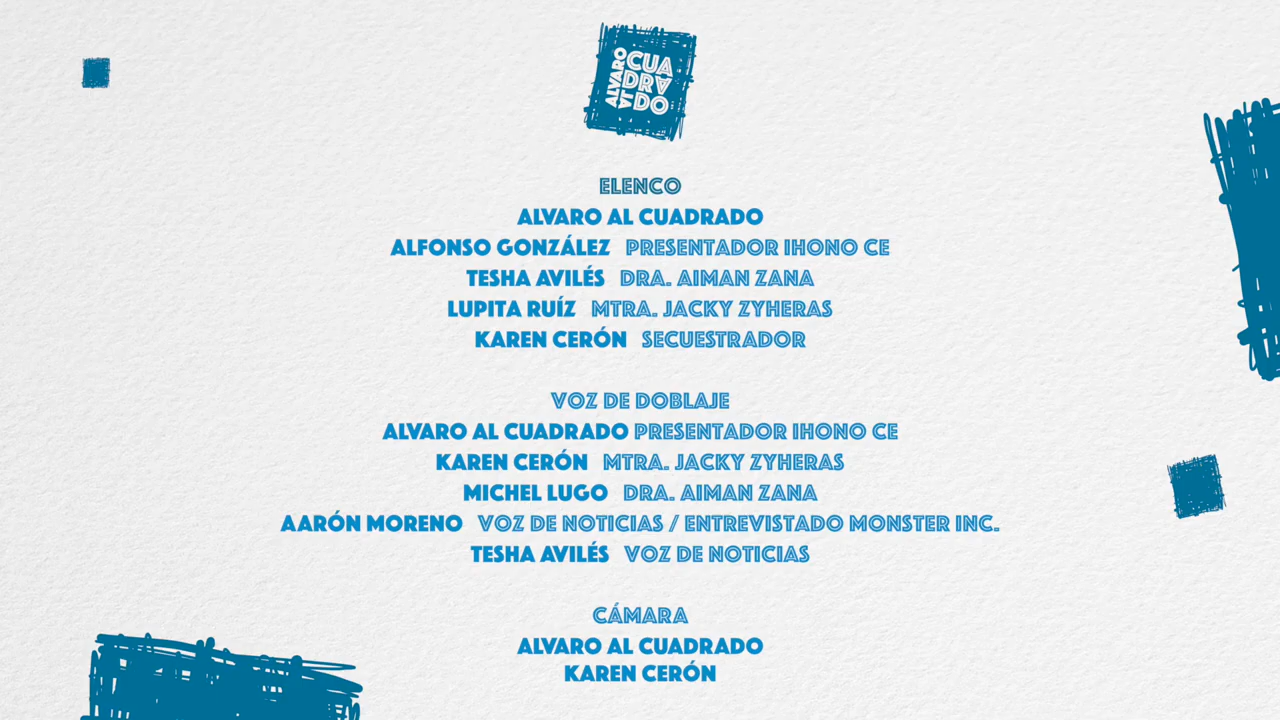 ALVARO AL CUADRADO
ELENCO
ALVARO AL CUADRADO
ALFONSO GONZÁLEZ PRESENTADOR IHONO CE
TESHA AVILÉS DRA. AIMAN ZANA
LUPITA RUÍZ MTRA. JACKY ZYHERAS
KAREN CERÓN SECUESTRADOR
VOZ DE DOBLAJE
ALVARO AL CUADRADO PRESENTADOR IHONO CE
KAREN CERÓN MTRA. JACKY ZYHERAS
MICHEL LUGO DRA. AIMAN ZANA
AARÓN MORENO VOZ DE NOTICIAS / ENTREVISTADO MONSTER INC.
TESHA AVILÉS VOZ DE NOTICIAS
CÁMARA
ALVARO AL CUADRADO
KAREN CERÓN